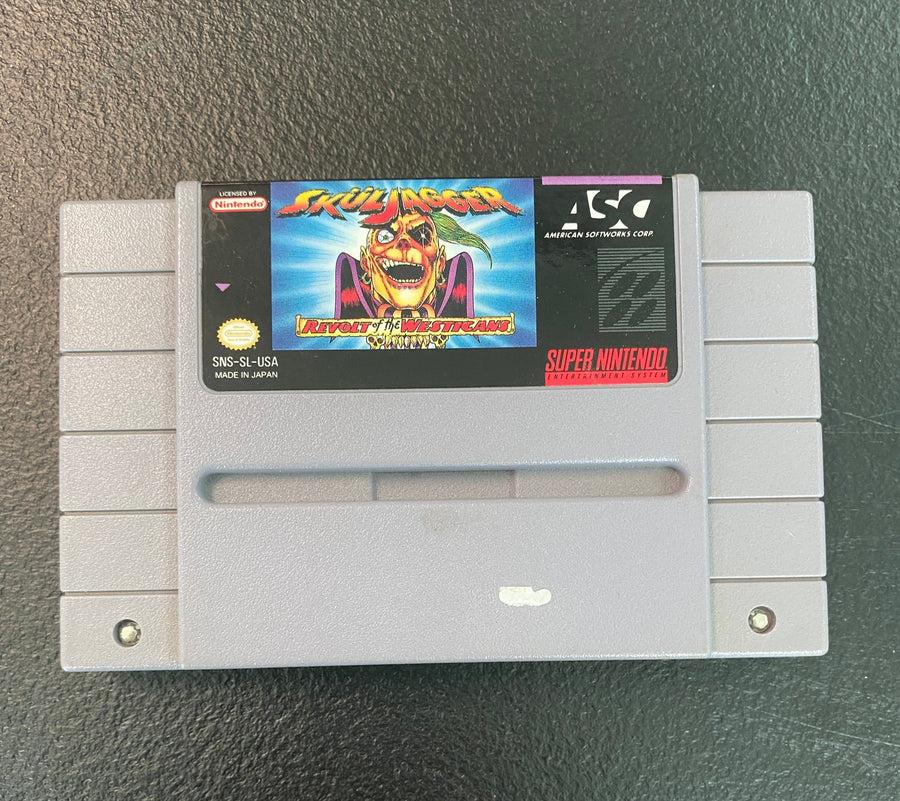 LICENSED BY
Nintendo
SKÜLJAGGER
REVOLT of the WESTICANS
ASC
AMERICAN SOFTWORKS CORP.
SNS-SL-USA
MADE IN JAPAN
SUPER NINTENDO
ENTERTAINMENT SYSTEM